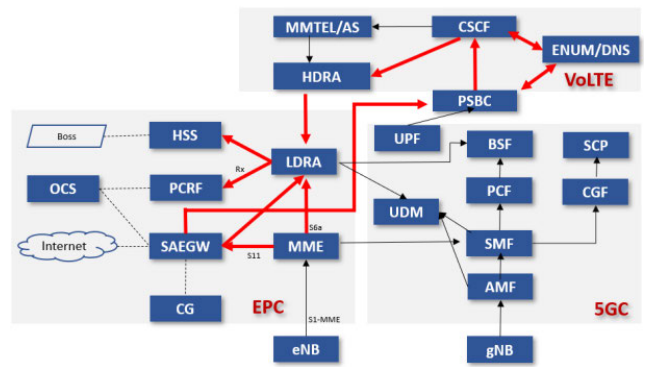 MMTEL/AS
CSCF
ENUM/DNS
HDRA
VoLTE
PSBC
Boss
HSS
UPF
BSF
SCP
Rx
LDRA
OCS
PCRF
PCF
CGF
UDM
S6a
Internet
SAEGW
MME
SMF
S11
AMF
CG
EPC
S1-MME
5GC
eNB
gNB